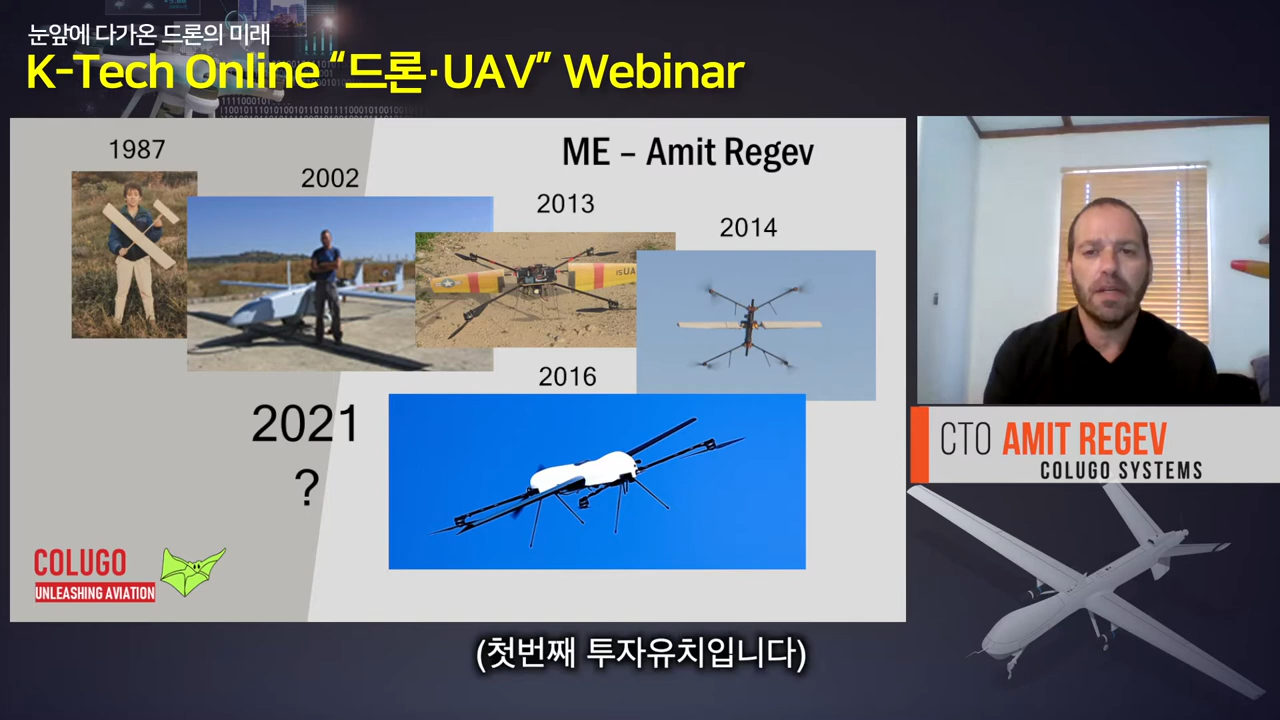 눈앞에 다가온 드론의 미래
K-Tech Online “드론·UAV” Webinar
1987
2002
ME – Amit Regev
2013
2014
2016
2021
?
COLUGO
UNLEASHING AVIATION
CTO AMIT REGEV
COLUGO SYSTEMS
(첫번째 투자유치입니다)